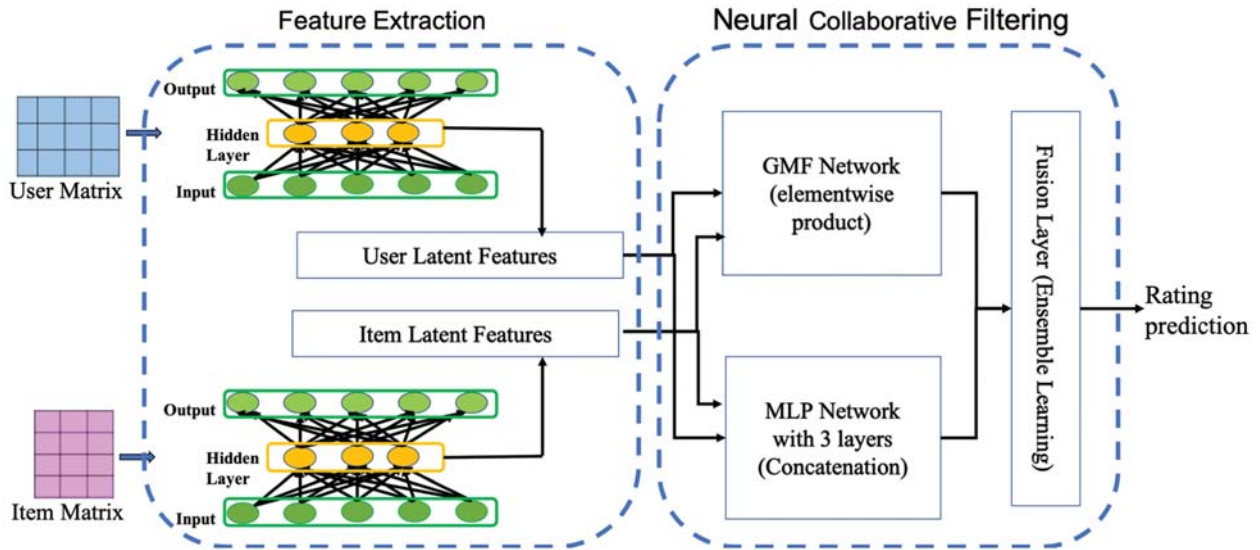 Feature Extraction
Neural Collaborative Filtering
Output
Hidden
Layer
Input
User Matrix
User Latent Features
Item Latent Features
Output
Hidden
Layer
Input
Item Matrix
GMF Network
(elementwise
product)
MLP Network
with 3 layers
(Concatenation)
Fusion Layer (Ensemble Learning)
Rating
prediction